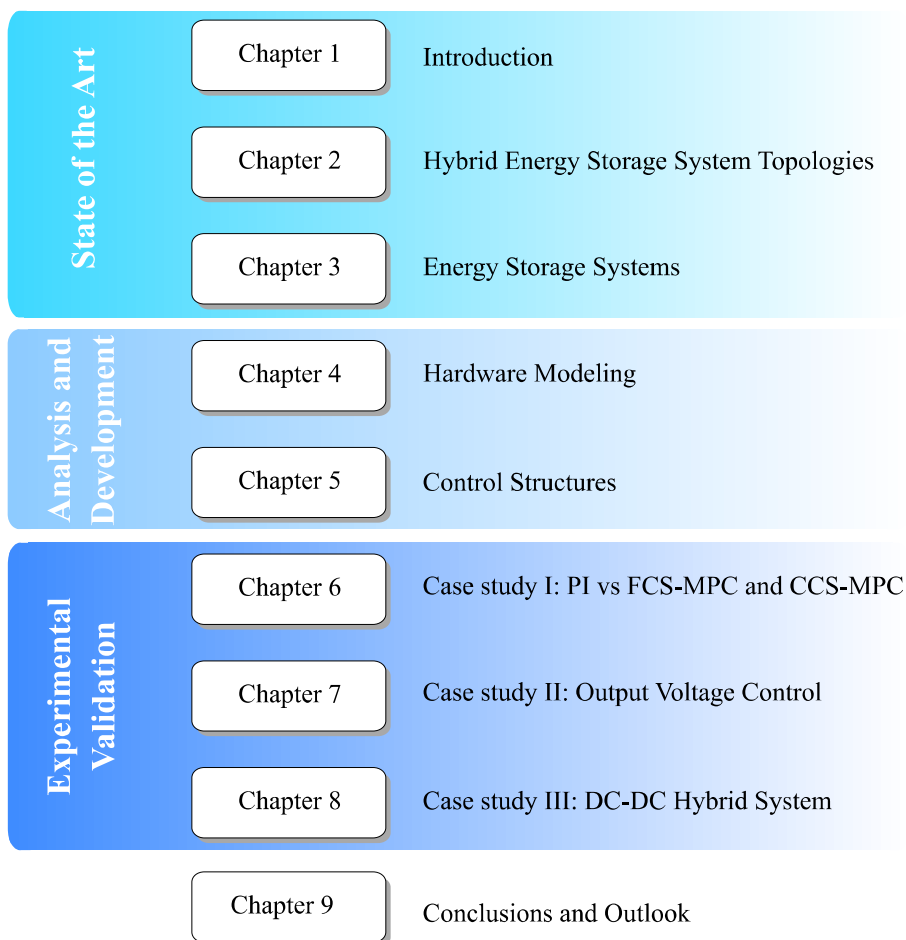 State of the Art
Chapter 1
Introduction
Chapter 2
Hybrid Energy Storage System Topologies
Chapter 3
Energy Storage Systems
Analysis and
Development
Chapter 4
Hardware Modeling
Chapter 5
Control Structures
Experimental
Validation
Chapter 6
Case study I: PI vs FCS-MPC and CCS-MPC
Chapter 7
Case study II: Output Voltage Control
Chapter 8
Case study III: DC-DC Hybrid System
Chapter 9
Conclusions and Outlook